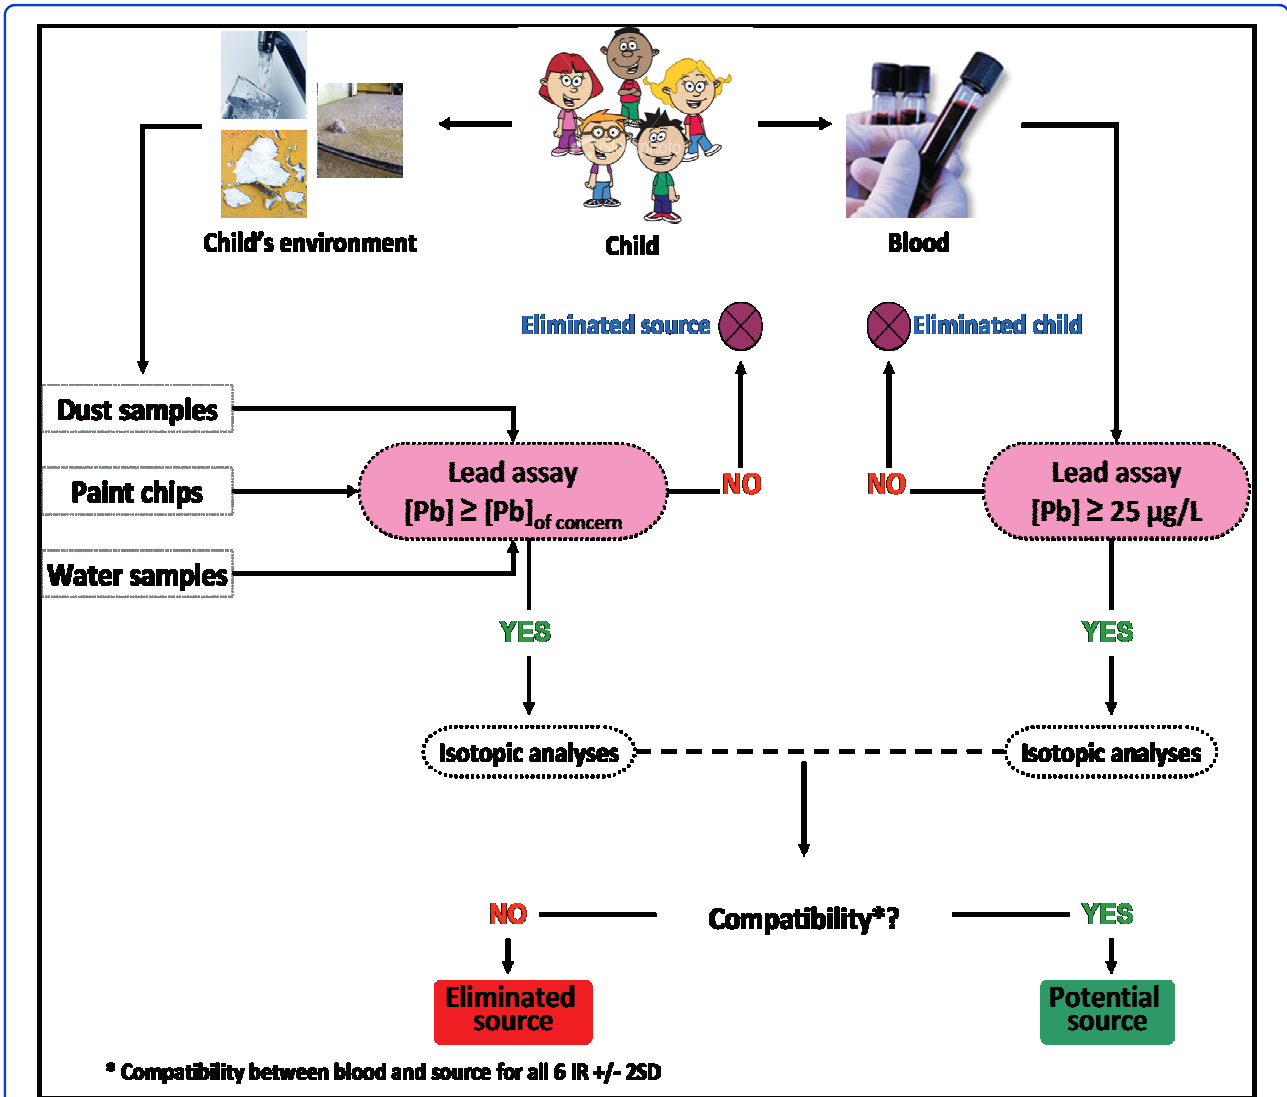 Child's environment
Child
Blood
Eliminated source
Eliminated child
Dust samples
Paint chips
Water samples
Lead assay
[Pb] ≥ [Pb]of concern
NO
NO
Lead assay
[Pb] ≥ 25 µg/L
YES
YES
Isotopic analyses
Isotopic analyses
NO
Compatibility*?
YES
Eliminated
source
Potential
source
* Compatibility between blood and source for all 6 IR +/- 2SD